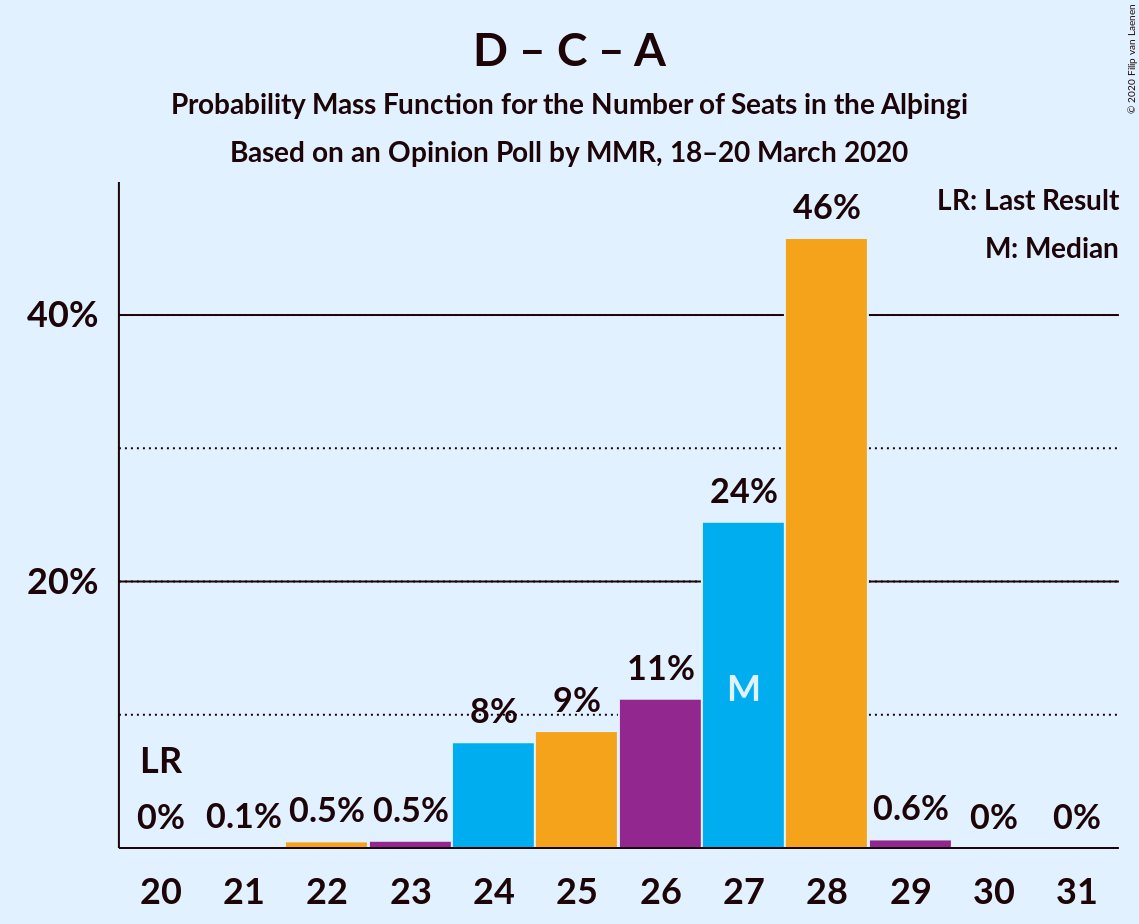 D – C – A
Probability Mass Function for the Number of Seats in the Alþingi
Based on an Opinion Poll by MMR, 18–20 March 2020
© 2020 Filip van Laenen
LR: Last Result
M: Median
46%
40%
24%
20%
M
11%
9%
8%
LR
0%
0.1%
0.5%
0.5%
0.6%
0%
0%
20 21 22 23 24 25 26 27 28 29 30 31